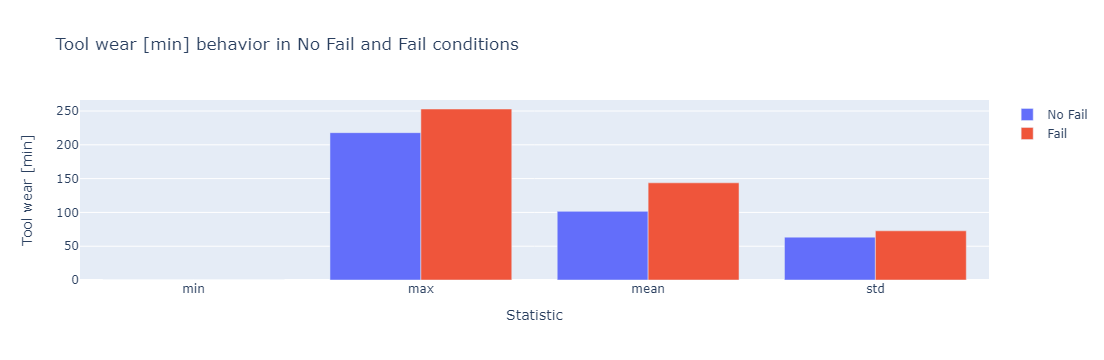 Tool wear [min] behavior in No Fail and Fail conditions
No Fail
Fail
Tool wear [min]
250
200
150
100
50
0
min max mean std
Statistic